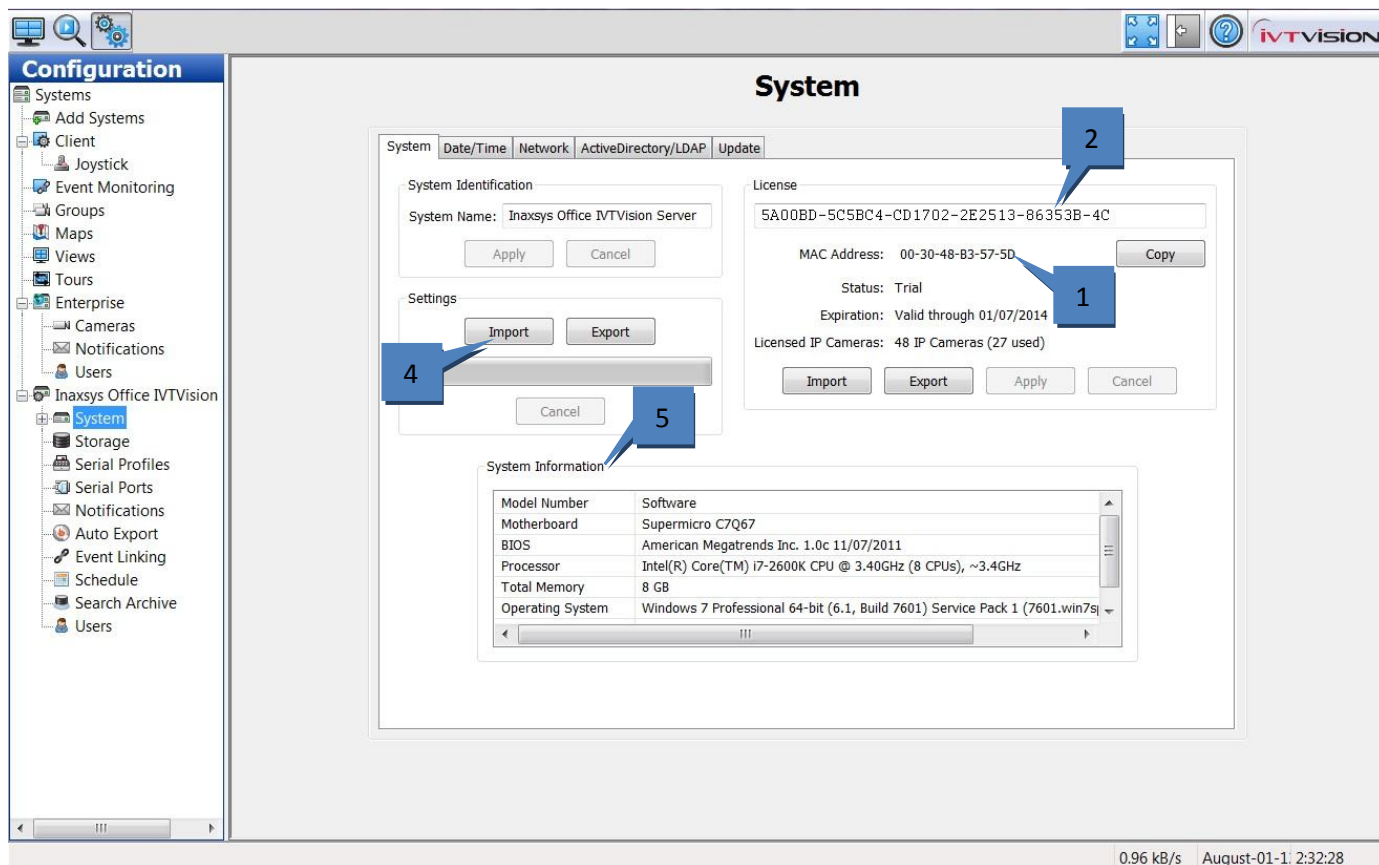 ivtvision
Configuration
Systems
Add Systems
Client
Joystick
Event Monitoring
Groups
Maps
Views
Tours
Enterprise
Cameras
Notifications
Users
Inaxsys Office IVTVision
System
Storage
Serial Profiles
Serial Ports
Notifications
Auto Export
Event Linking
Schedule
Search Archive
Users
System
System Date/Time Network ActiveDirectory/LDAP Update
2
System Identification
System Name: Inaxsys Office IVTVision Server
Apply Cancel
Settings
Import Export
4
Cancel
License
5A00BD-5C5BC4-CD1702-2E2513-86353B-4C
MAC Address: 00-30-48-B3-57-5D Copy
1
Status: Trial
Expiration: Valid through 01/07/2014
Licensed IP Cameras: 48 IP Cameras (27 used)
Import Export Apply Cancel
5
System Information
Model Number Software
Motherboard Supermicro C7Q67
BIOS American Megatrends Inc. 1.0c 11/07/2011
Processor Intel(R) Core(TM) i7-2600K CPU @ 3.40GHz (8 CPUs), ~3.4GHz
Total Memory 8 GB
Operating System Windows 7 Professional 64-bit (6.1, Build 7601) Service Pack 1 (7601.win7s
0.96 kB/s August-01-1 2:32:28